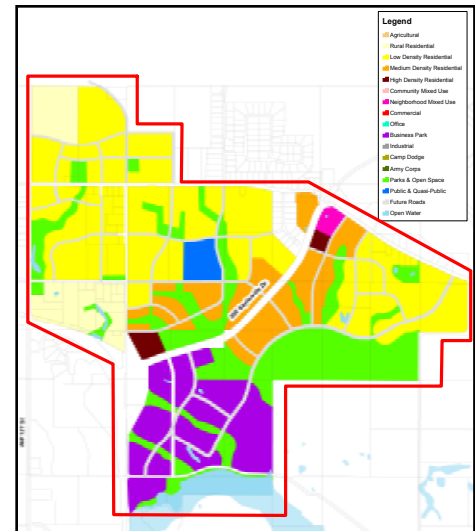 Legend
Agricultural
Rural Residential
Low Density Residential
Medium Density Residential
High Density Residential
Community Mixed Use
Neighborhood Mixed Use
Commercial
Office
Business Park
Industrial
Camp Dodge
Army Corps
Parks & Open Space
Public & Quasi-Public
Future Roads
Open Water